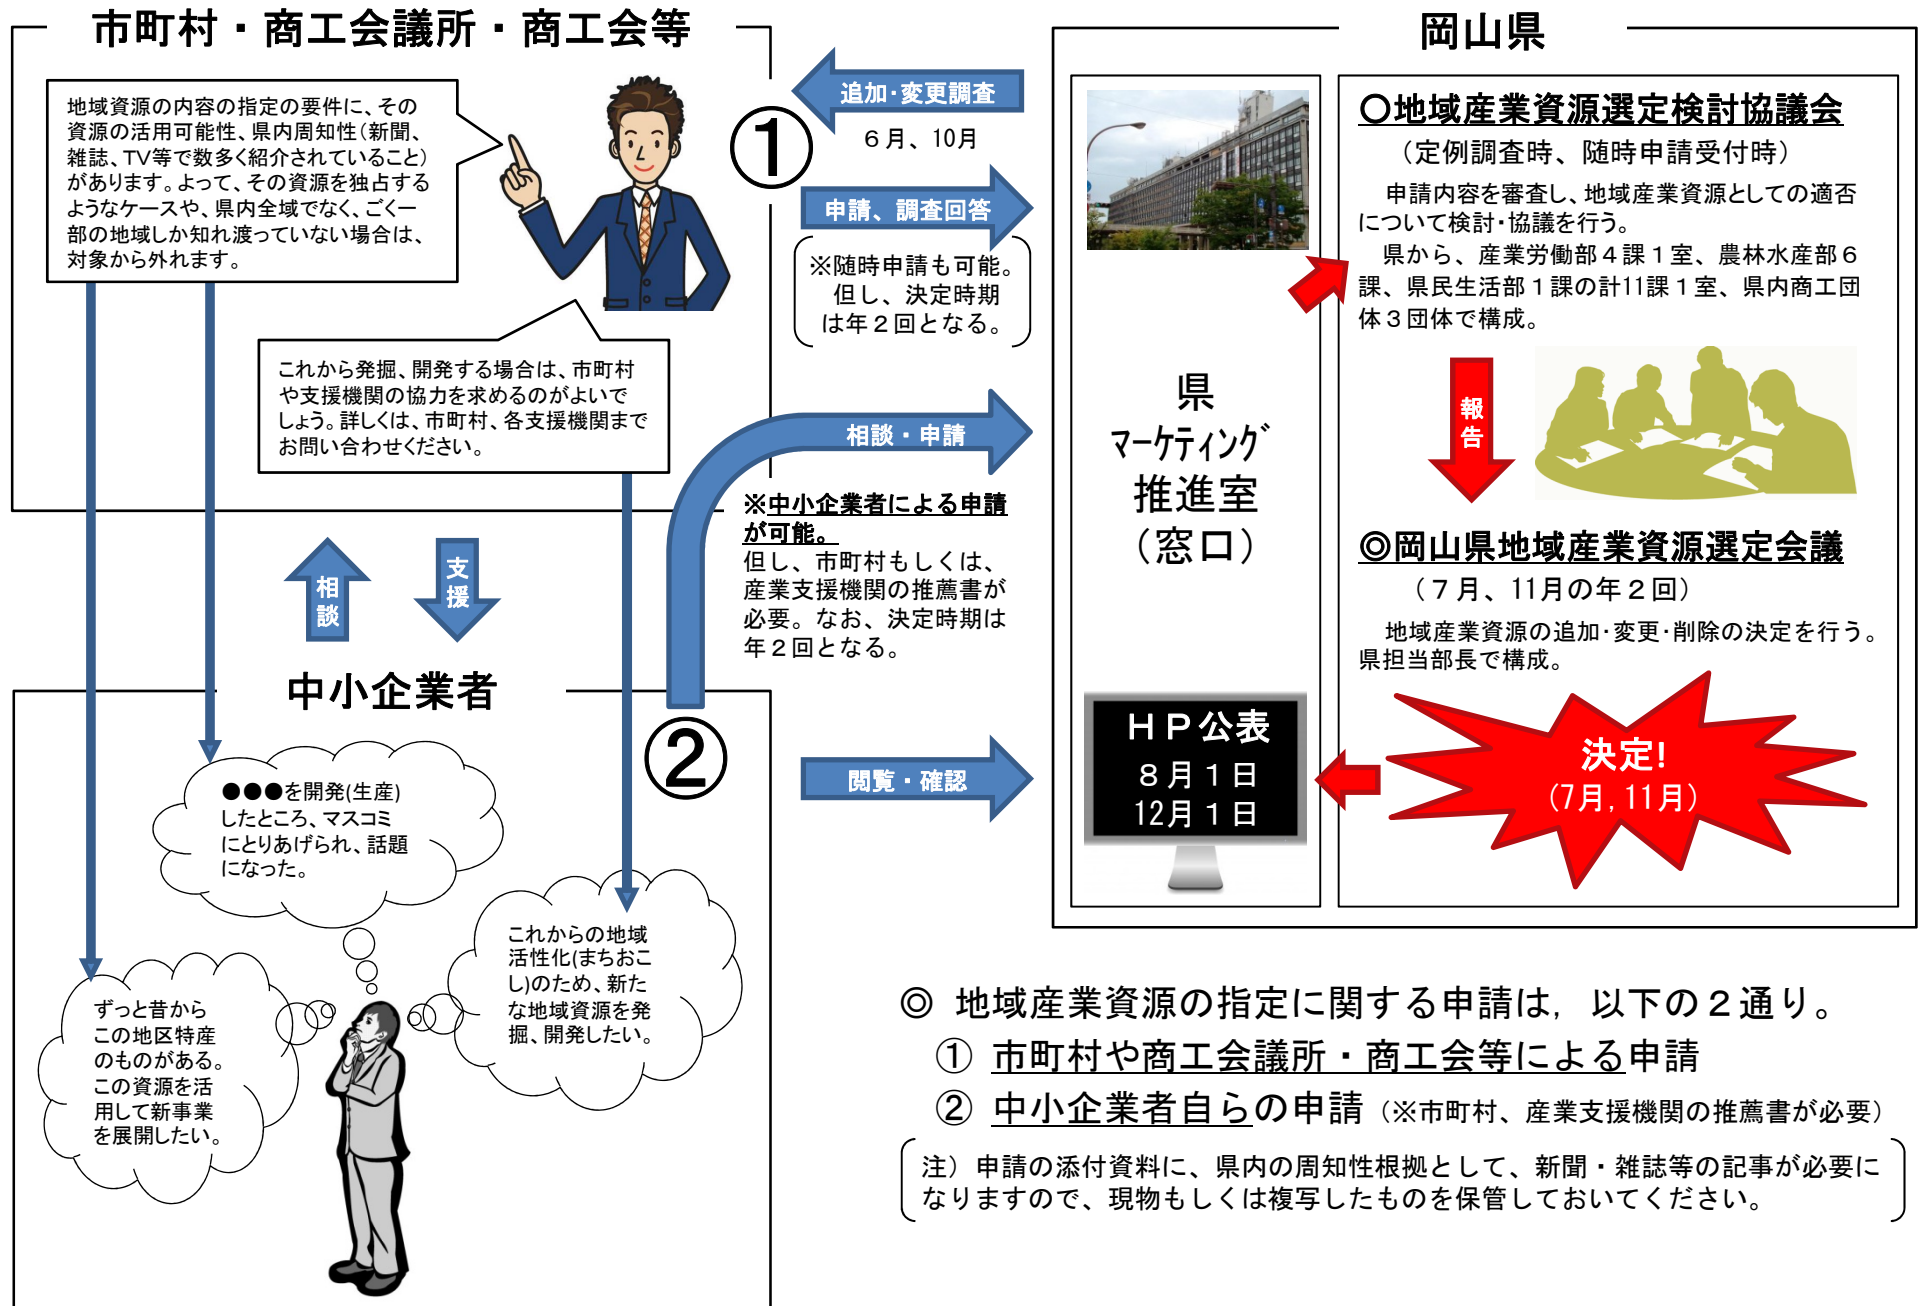 市町村・商工会議所・商工会等
地域資源の内容の指定の要件に、その
資源の活用可能性、県内周知性(新聞、
雑誌、TV等で数多く紹介されていること)
があります。よって、その資源を独占する
ようなケースや、県内全域でなく、ごく一
部の地域しか知れ渡っていない場合は、
対象から外れます。
これから発掘、開発する場合は、市町村
や支援機関の協力を求めるのがよいで
しょう。詳しくは、市町村、各支援機関まで
お問い合わせください。
①
追加・変更調査
6月、10月
申請、調査回答
※随時申請も可能。
但し、決定時期
は年2回となる。
相談・申請
※中小企業者による申請
が可能。
但し、市町村もしくは、
産業支援機関の推薦書が
必要。なお、決定時期は
年2回となる。
相談
支援
中小企業者
②
閲覧・確認
●●●を開発(生産)
したところ、マスコミ
にとりあげられ、話題
になった。
これからの地域
活性化(まちおこ
し)のため、新た
な地域資源を発
掘、開発したい。
ずっと昔から
この地区特産
のものがある。
この資源を活
用して新事業
を展開したい。
岡山県
県
マーケティング
推進室
(窓口)
HP公表
8月1日
12月1日
〇地域産業資源選定検討協議会
(定例調査時、随時申請受付時)
申請内容を審査し、地域産業資源としての適否
について検討・協議を行う。
県から、産業労働部4課1室、農林水産部6
課、県民生活部1課の計11課1室、県内商工団
体3団体で構成。
報告
◎岡山県地域産業資源選定会議
(7月、11月の年2回)
地域産業資源の追加・変更・削除の決定を行う。
県担当部長で構成。
決定!
(7月,11月)
◎ 地域産業資源の指定に関する申請は,以下の2通り。
① 市町村や商工会議所・商工会等による申請
② 中小企業者自らの申請(※市町村、産業支援機関の推薦書が必要)
注)申請の添付資料に、県内の周知性根拠として、新聞・雑誌等の記事が必要に
なりますので、現物もしくは複写したものを保管しておいてください。